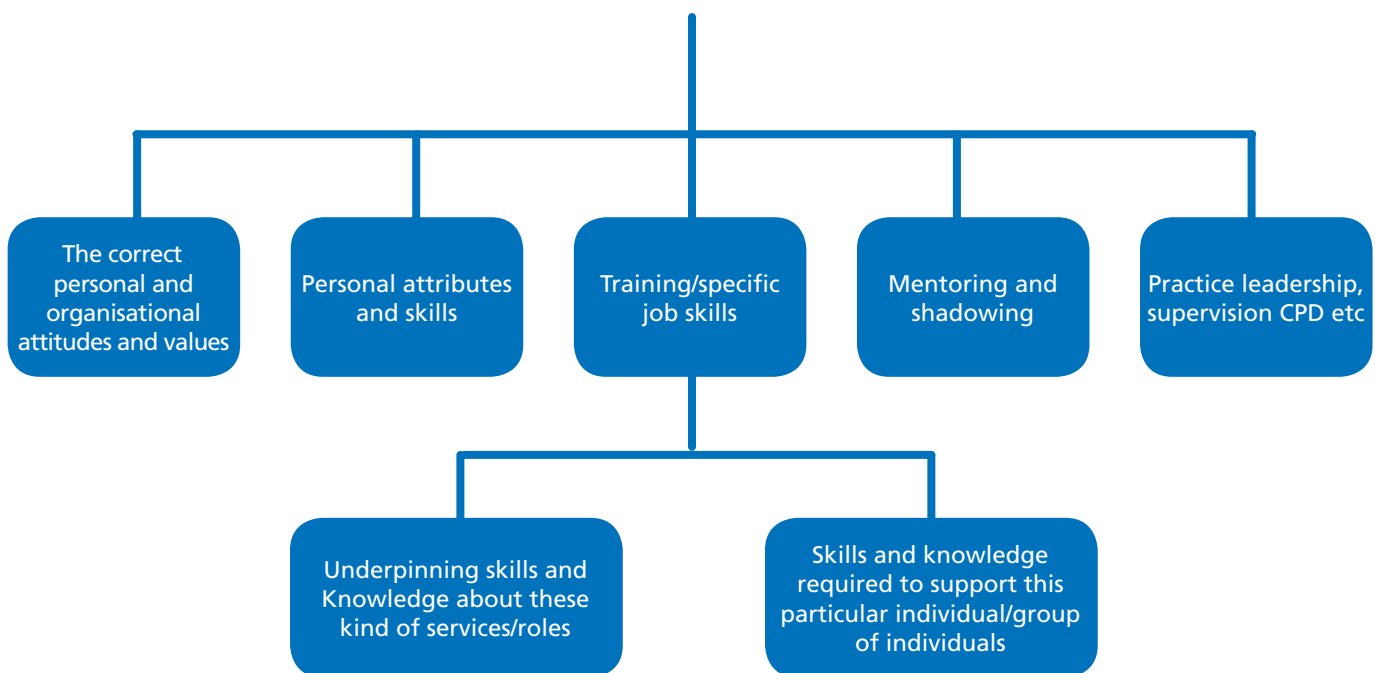 The correct
personal and
organisational
attitudes and values
Personal attributes
and skills
Training/specific
job skills
Mentoring and
shadowing
Practice leadership,
supervision CPD etc
Underpinning skills and
Knowledge about these
kind of services/roles
Skills and knowledge
required to support this
particular individual/group
of individuals